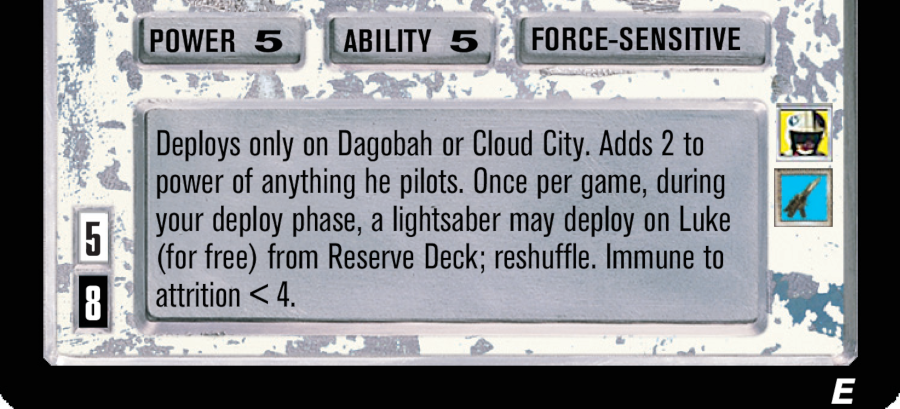 POWER 5 ABILITY 5 FORCE-SENSITIVE
Deploys only on Dagobah or Cloud City. Adds 2 to
power of anything he pilots. Once per game, during
your deploy phase, a lightsaber may deploy on Luke
(for free) from Reserve Deck; reshuffle. Immune to
attrition < 4.
5
8
E